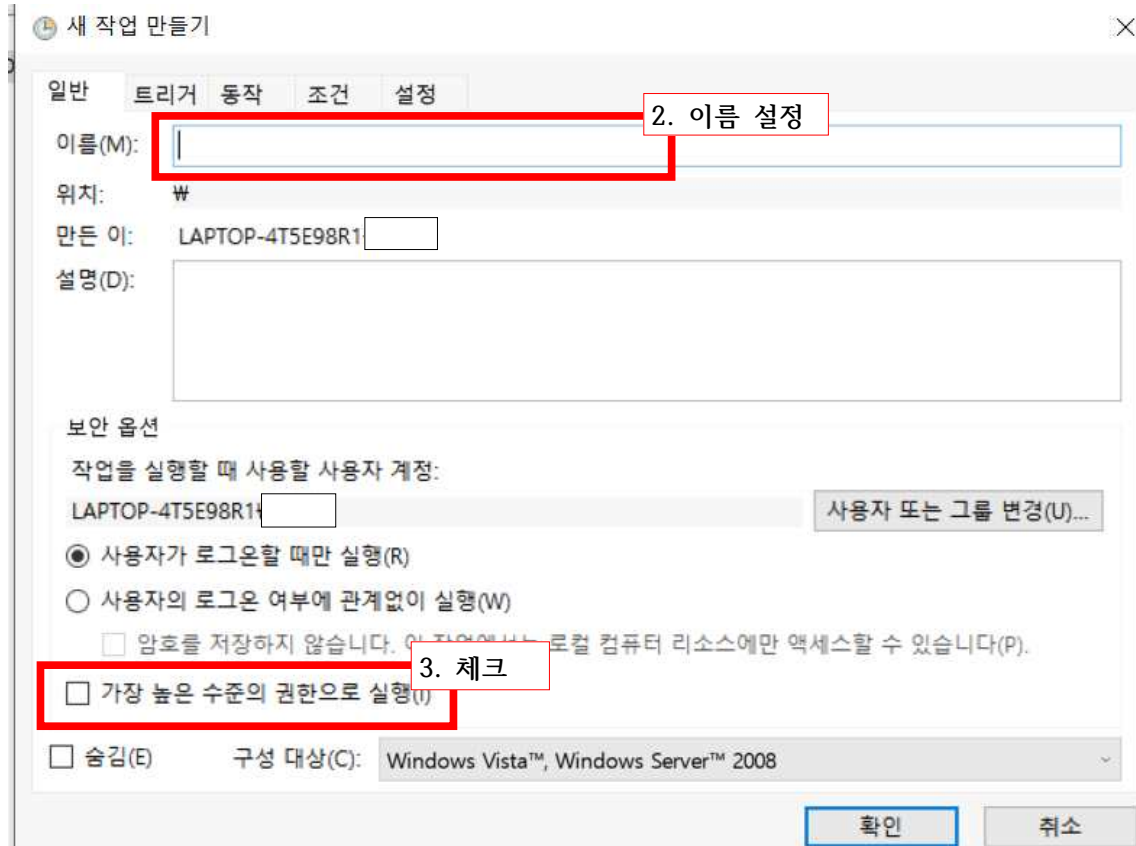 새 작업 만들기
일반 트리거 동작 조건 설정
2. 이름 설정
이름(M):
위치: ₩
만든 이: LAPTOP-4T5E98R1
설명(D):
보안 옵션
작업을 실행할 때 사용할 사용자 계정:
LAPTOP-4T5E98R1₩
사용자 또는 그룹 변경(U)...
사용자가 로그온할 때만 실행(R)
사용자의 로그온 여부에 관계없이 실행(W)
암호를 저장하지 않습니다. 이 작업에서는 로컬 컴퓨터 리소스에만 액세스할 수 있습니다(P).
3. 체크
가장 높은 수준의 권한으로 실행(I)
숨김(E) 구성 대상(C): Windows Vista™, Windows Server™ 2008
확인 취소